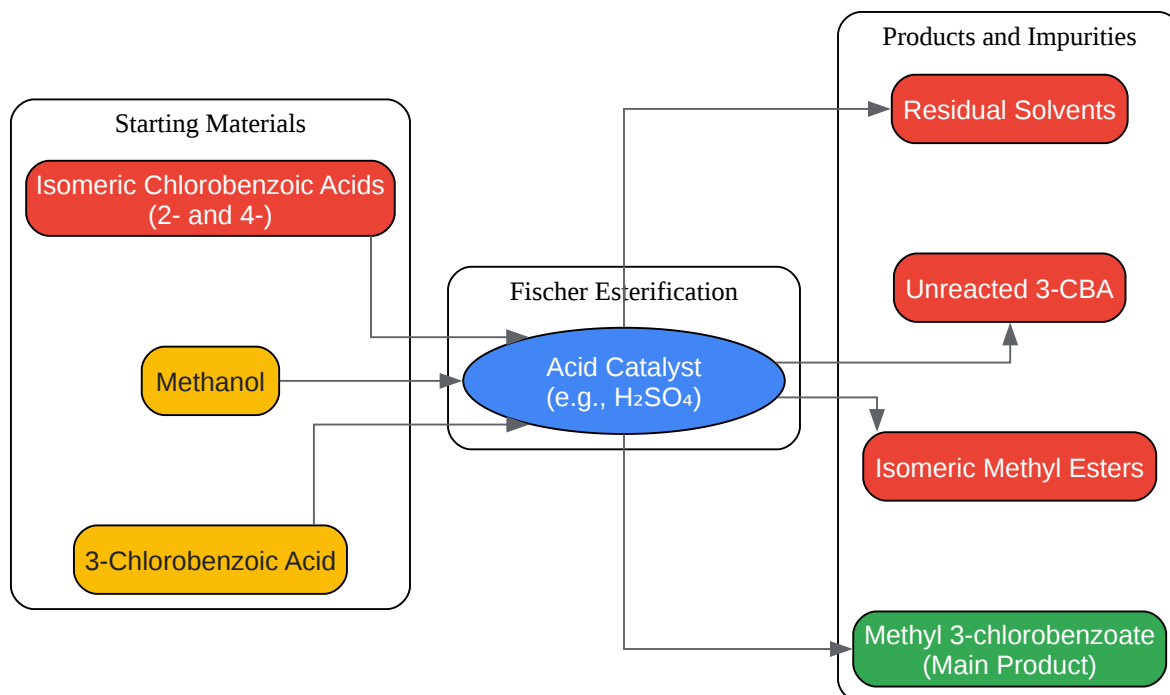 Starting Materials
Isomeric Chlorobenzoic Acids
(2- and 4-)
Methanol
3-Chlorobenzoic Acid
Fischer Esterification
Acid Catalyst
(e.g., H₂SO₄)
Products and Impurities
Residual Solvents
Unreacted 3-CBA
Isomeric Methyl Esters
Methyl 3-chlorobenzoate
(Main Product)